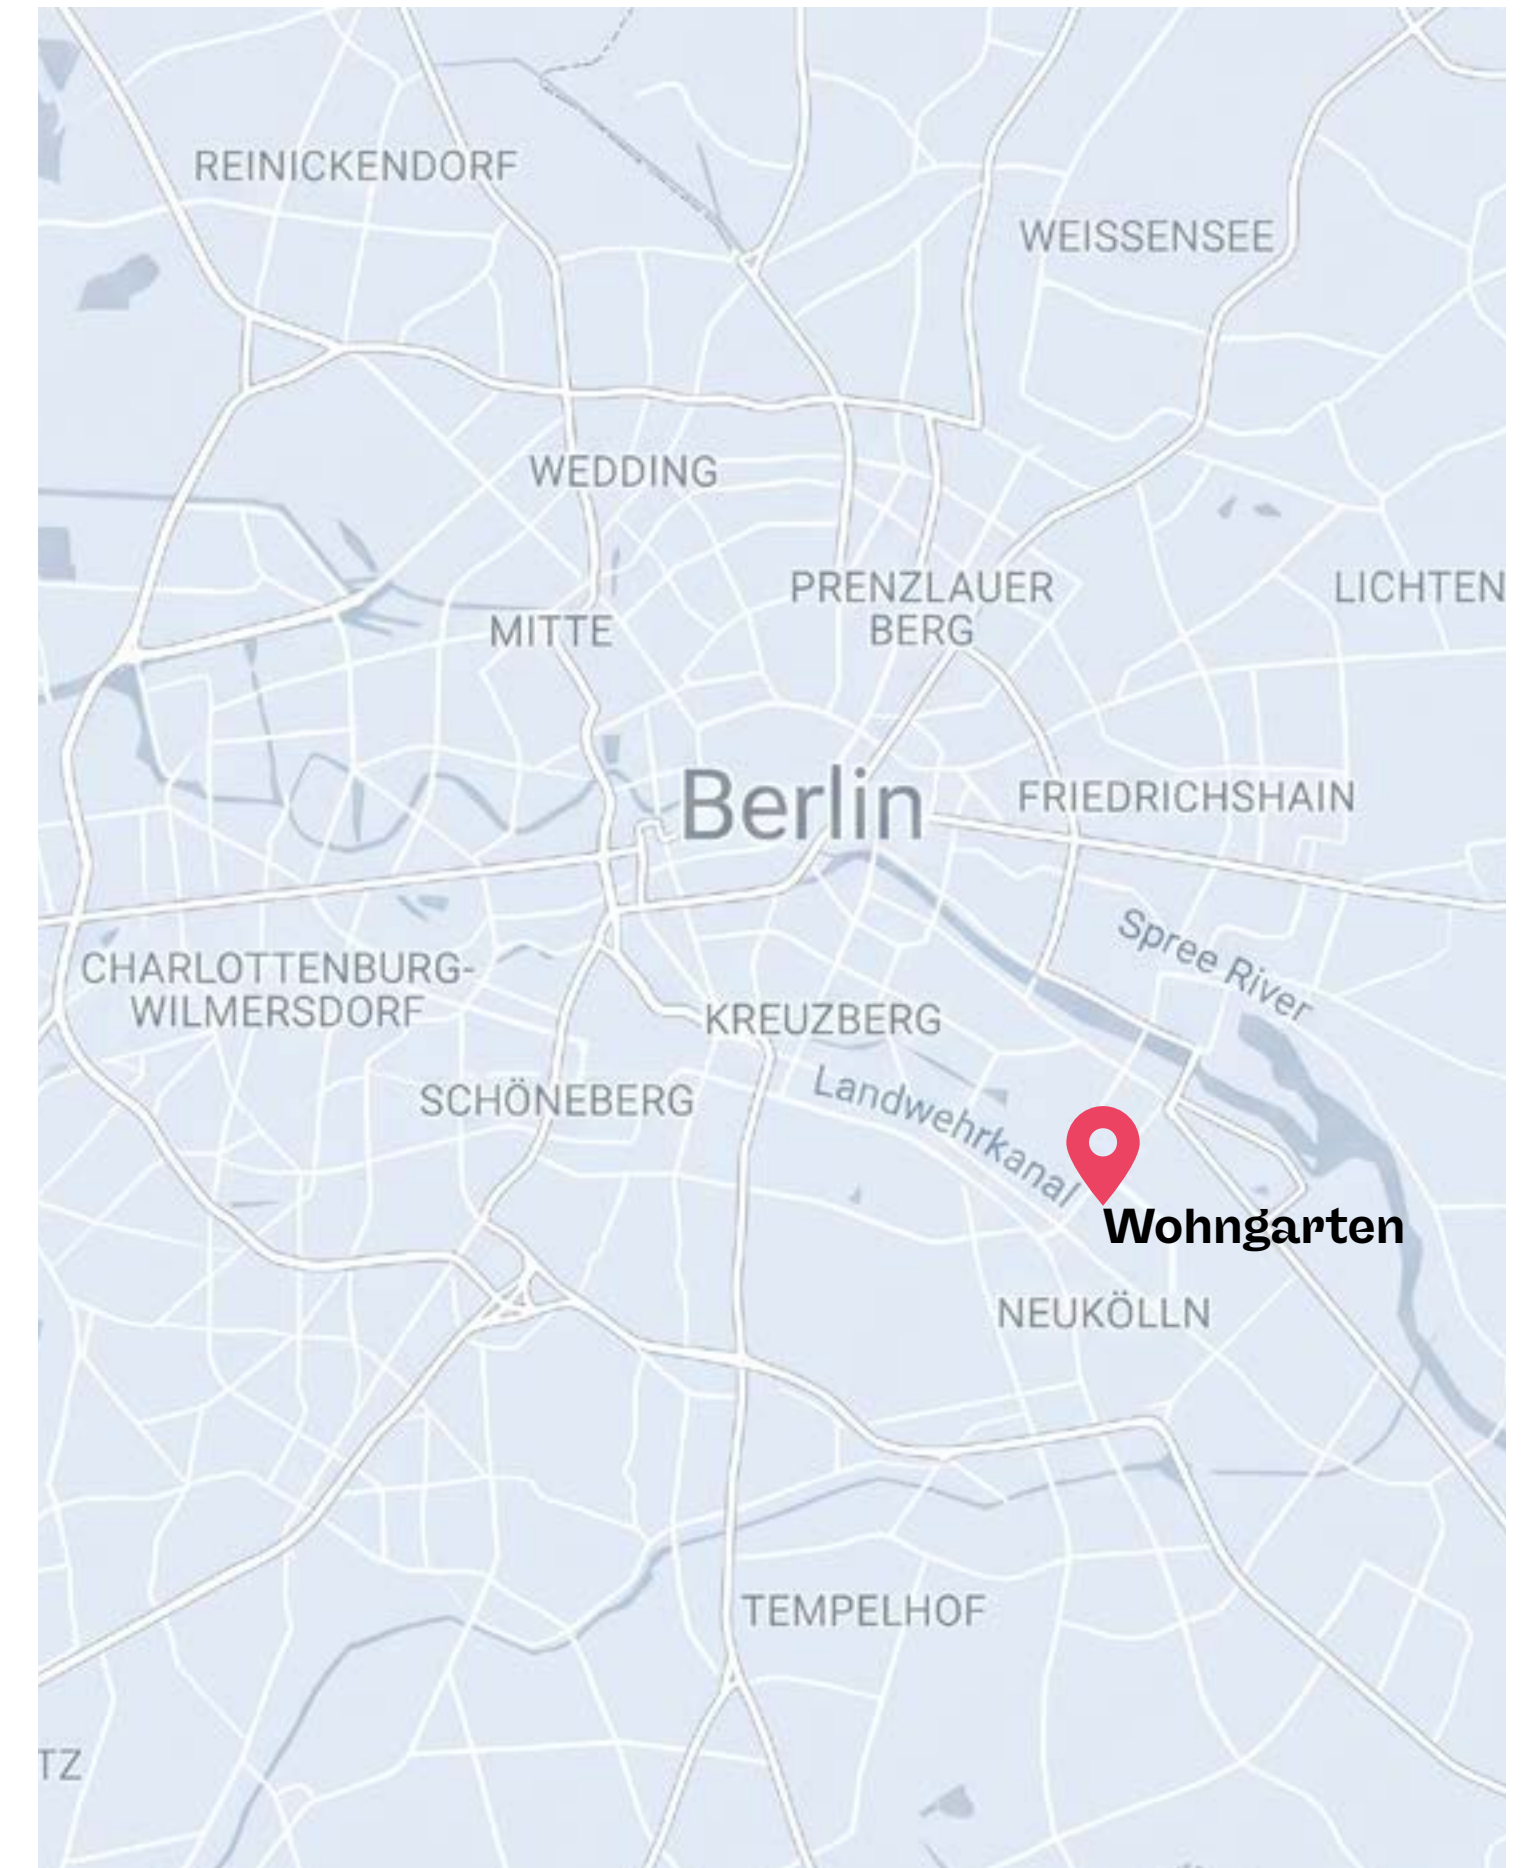 REINICKENDORF
WEISSENSEE
WEDDING
PRENZLAUER
BERG
LICHTEN
MITTE
Berlin
FRIEDRICHSHAIN
Spree River
CHARLOTTENBURG-
WILMERSDORF
KREUZBERG
SCHÖNEBERG
Landwehrkanal
Wohngarten
NEUKÖLLN
TEMPELHOF
TZ